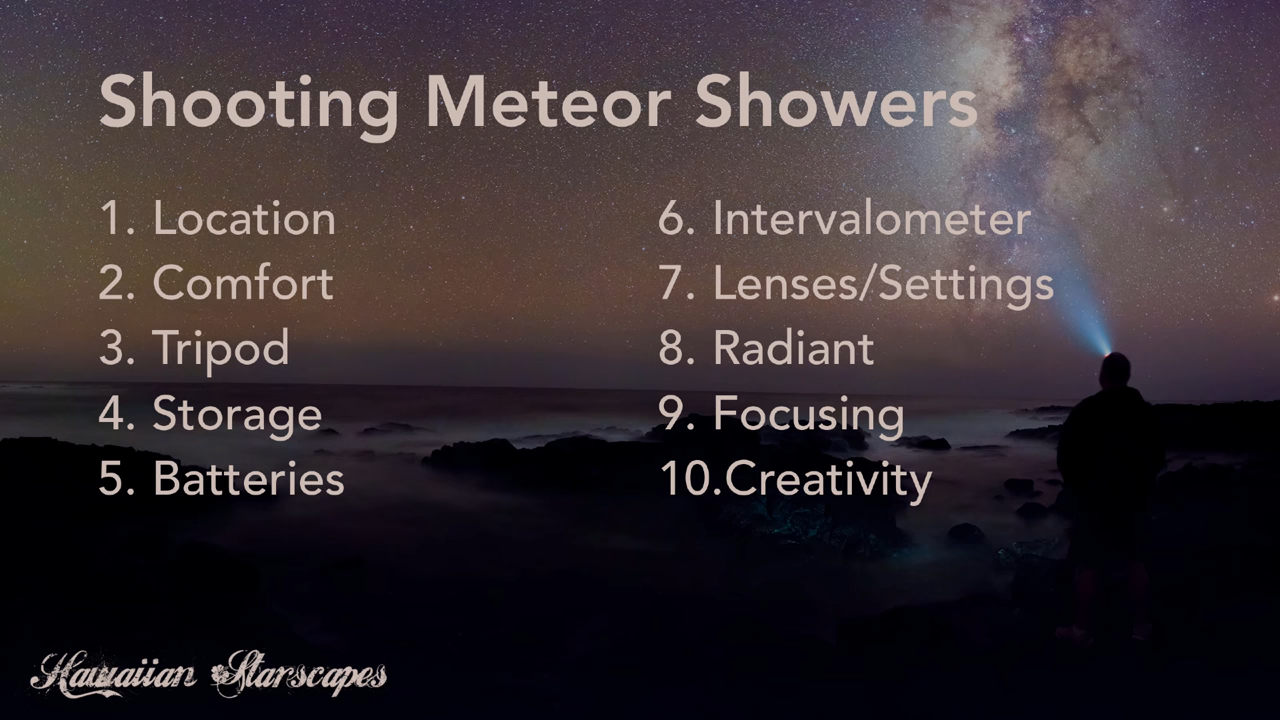 Shooting Meteor Showers
1. Location
2. Comfort
3. Tripod
4. Storage
5. Batteries
6. Intervalometer
7. Lenses/Settings
8. Radiant
9. Focusing
10.Creativity
Hawaiian Starscapes